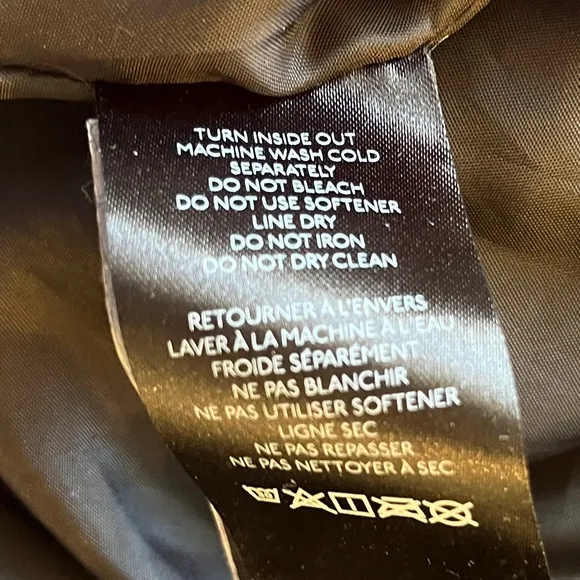 TURN INSIDE OUT
MACHINE WASH COLD
SEPARATELY
DO NOT BLEACH
DO NOT USE SOFTENER
LINE DRY
DO NOT IRON
DO NOT DRY CLEAN
RETOURNER À L'ENVERS
LAVER À LA MACHINE À L'EAU
FROIDE SÉPARÉMENT
NE PAS BLANCHIR
NE PAS UTILISER SOFTENER
LIGNE SEC
NE PAS REPASSER
NE PAS NETTOYER À SEC